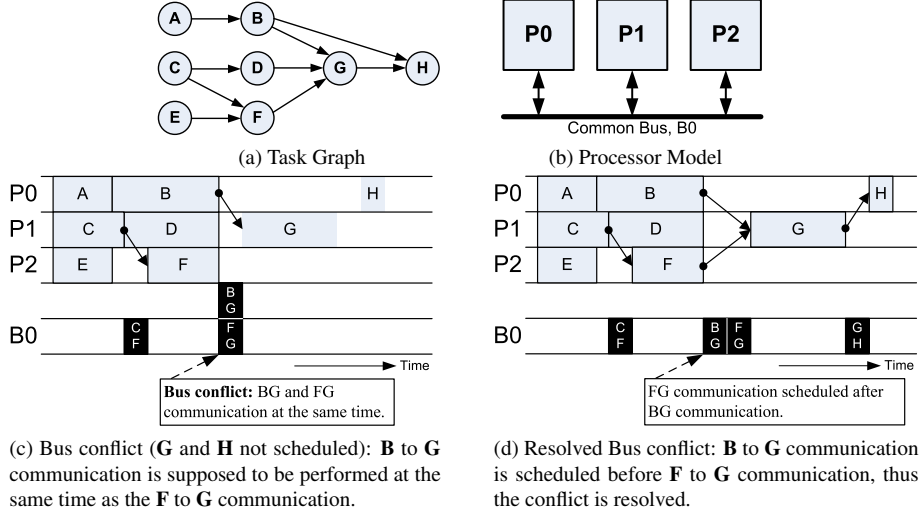 A B
C D G H
E F
(a) Task Graph
P0 P1 P2
Common Bus, B0
(b) Processor Model
P0 A B H
P1 C D G
P2 E F
B G
B0 C F F G
Time
Bus conflict: BG and FG
communication at the same time.
(c) Bus conflict (G and H not scheduled): B to G
communication is supposed to be performed at the
same time as the F to G communication.
P0 A B H
P1 C D G
P2 E F
B0 C F B G F G G H
Time
FG communication scheduled after
BG communication.
(d) Resolved Bus conflict: B to G communication
is scheduled before F to G communication, thus
the conflict is resolved.